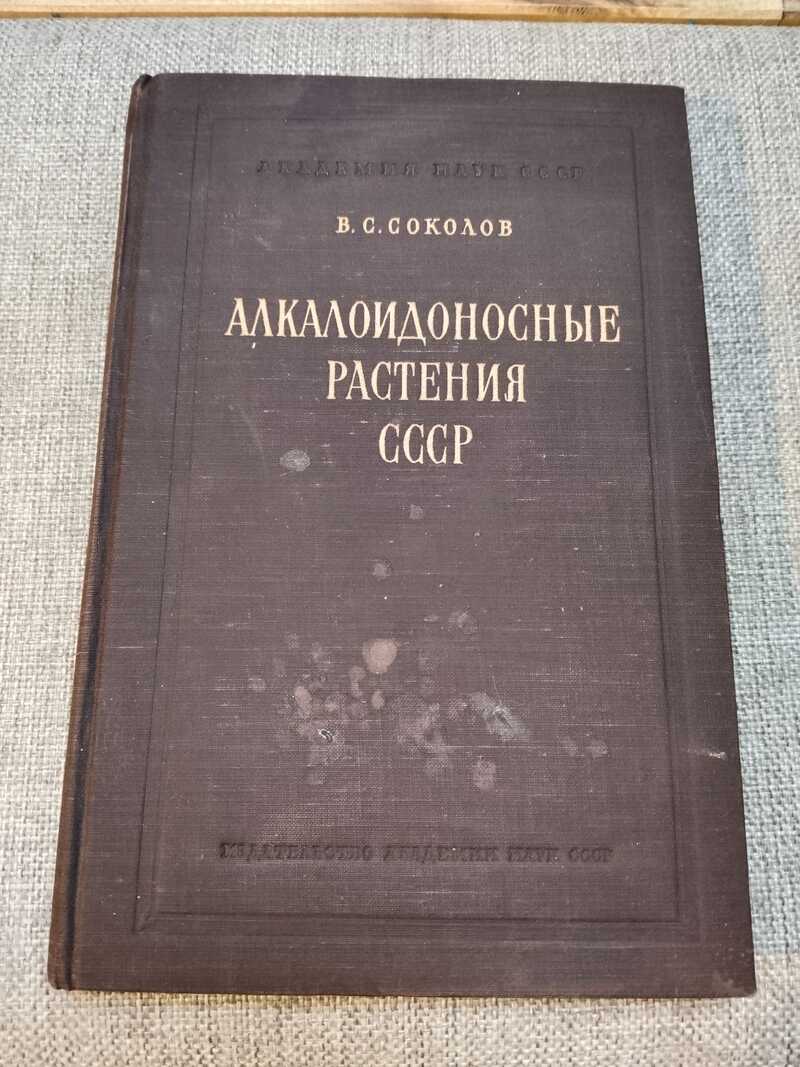 АКАДЕМИЯ НАУК СССР
В. С. СОКОЛОВ
АЛКАЛОИДОНОСНЫЕ
РАСТЕНИЯ
СССР
ИЗДАТЕЛЬСТВО АКАДЕМИИ НАУК СССР